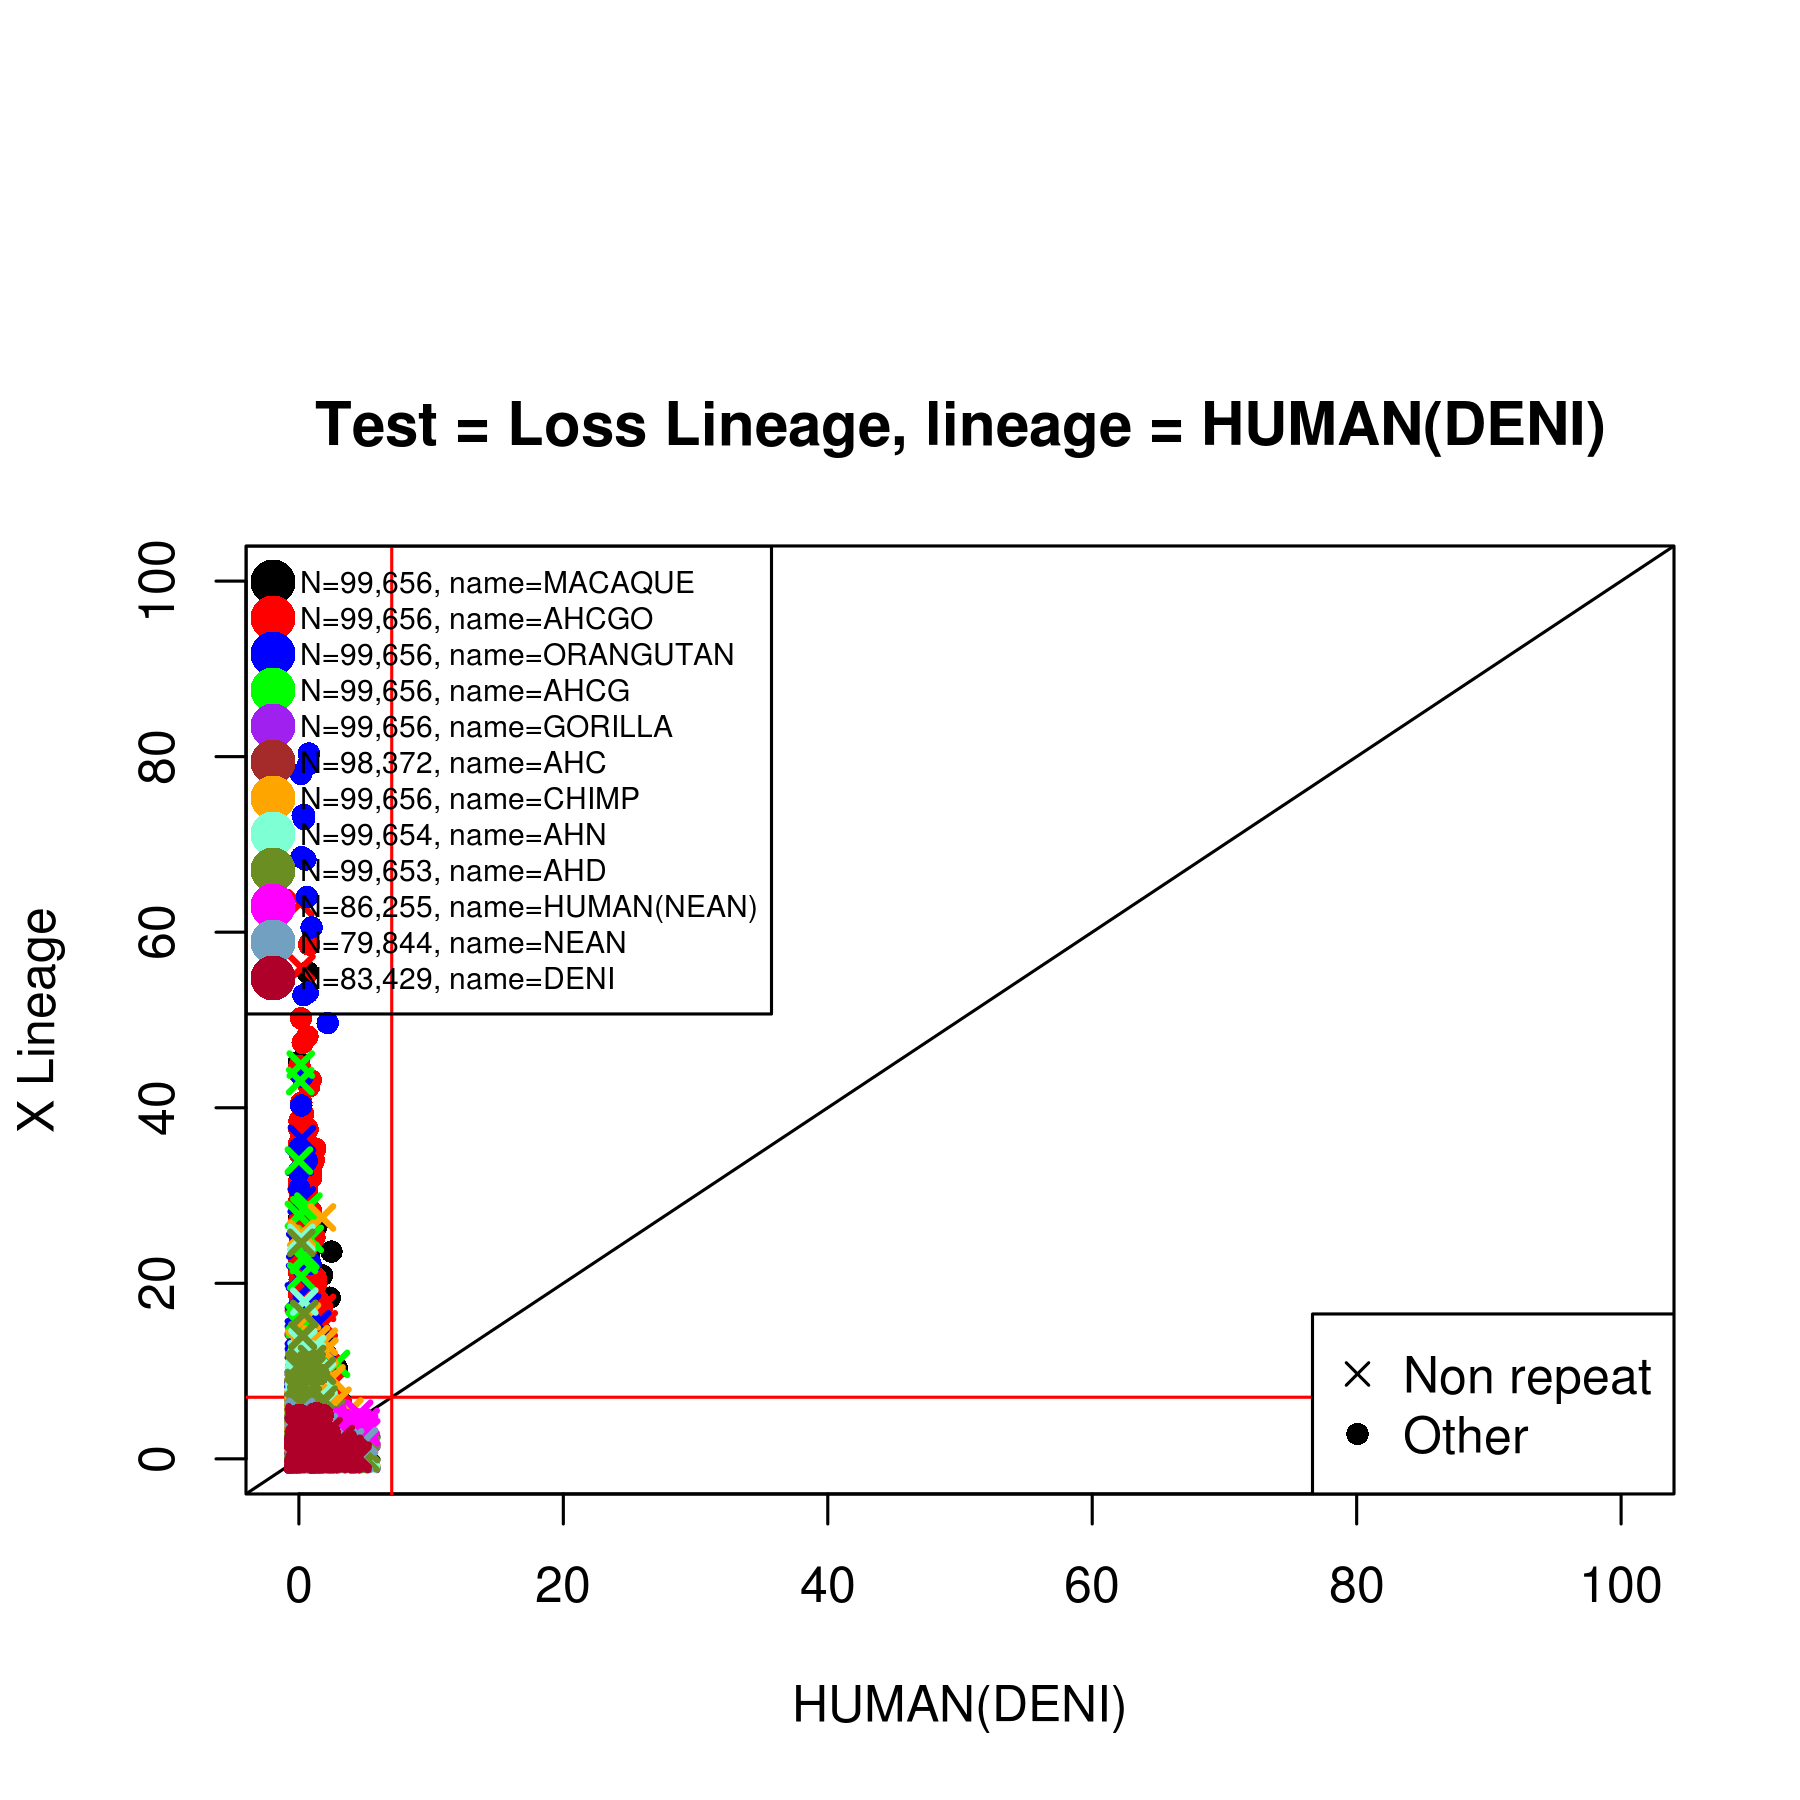 Test = Loss Lineage, lineage = HUMAN(DENI)
N=99,656, name=MACAQUE
N=99,656, name=AHCGO
N=99,656, name=ORANGUTAN
N=99,656, name=AHCG
N=99,656, name=GORILLA
N=98,372, name=AHC
N=99,656, name=CHIMP
N=99,654, name=AHN
N=99,653, name=AHD
N=86,255, name=HUMAN(NEAN)
N=79,844, name=NEAN
N=83,429, name=DENI
X Lineage
100
80
60
40
20
0
Non repeat
Other
0 20 40 60 80 100
HUMAN(DENI)